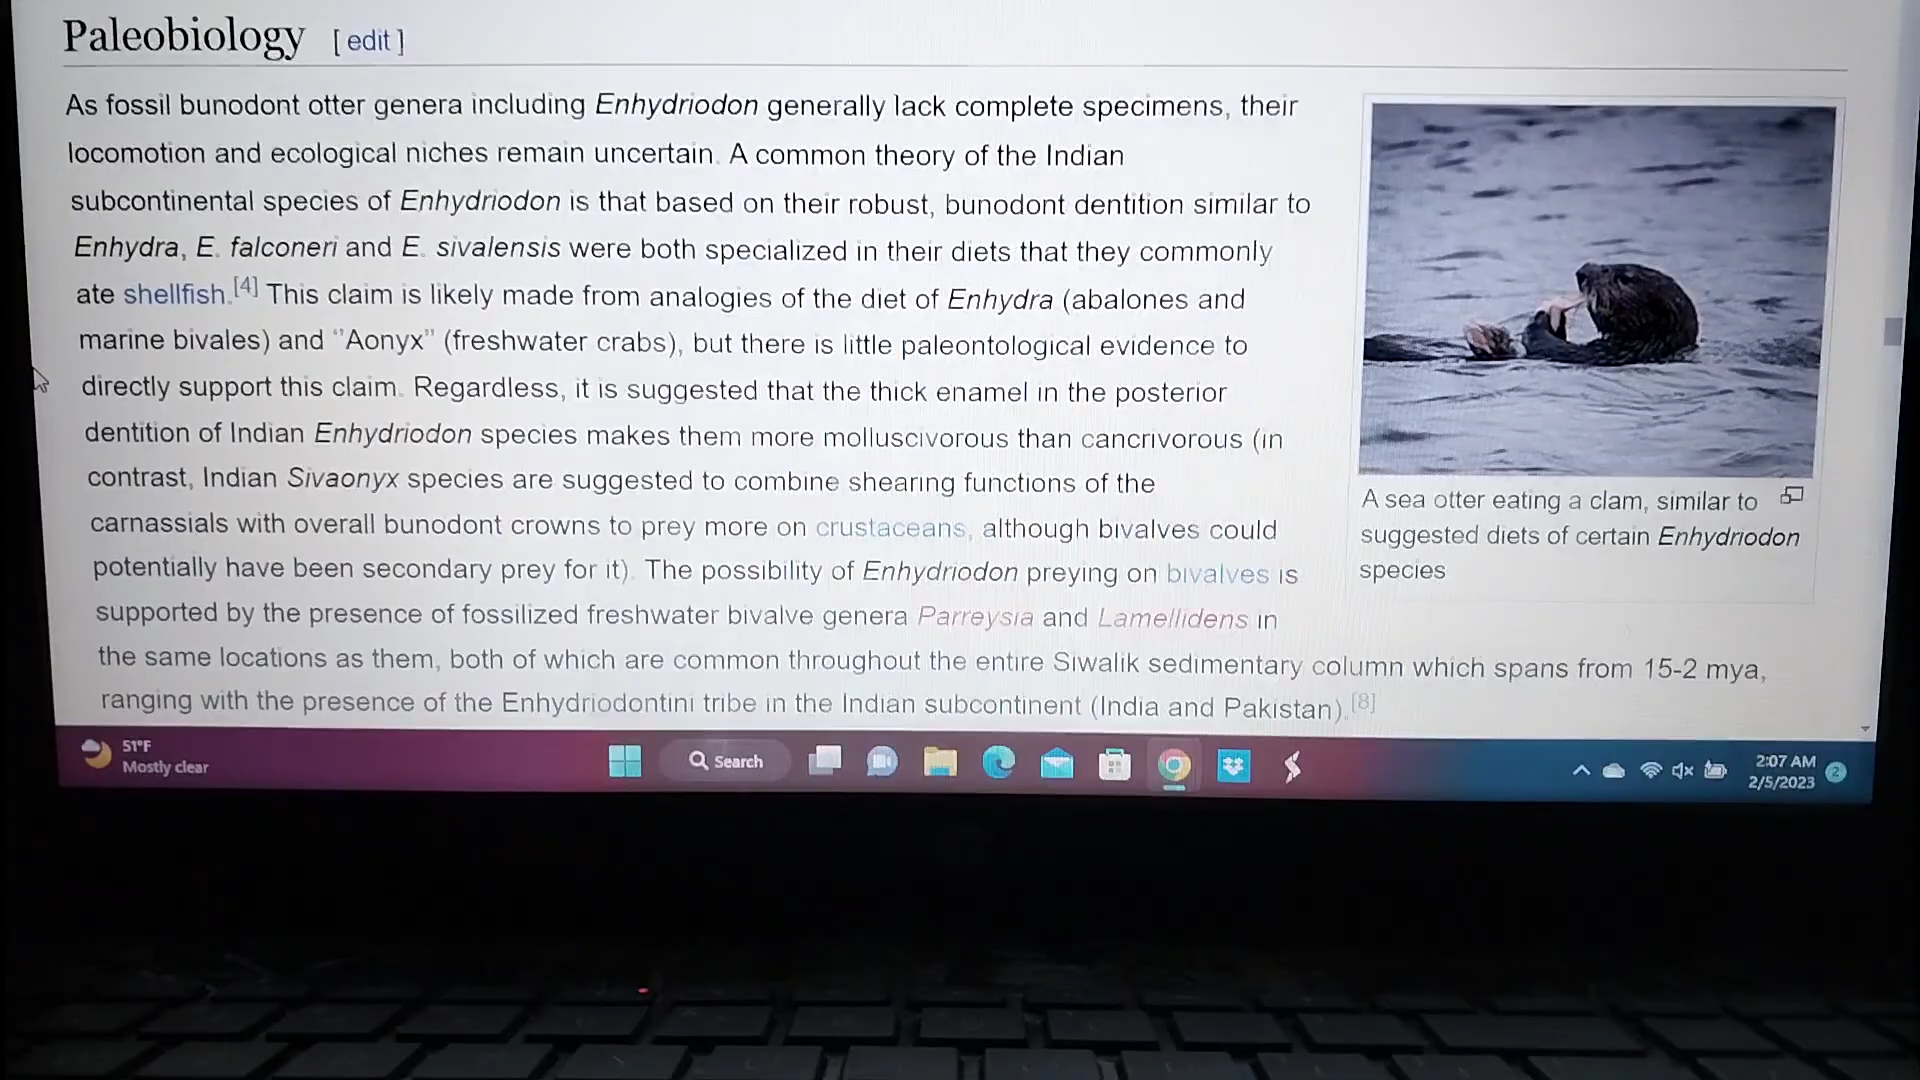 Paleobiology [ edit ]
As fossil bunodont otter genera including Enhydriodon generally lack complete specimens, their
locomotion and ecological niches remain uncertain. A common theory of the Indian
subcontinental species of Enhydriodon is that based on their robust, bunodont dentition similar to
Enhydra, E. falconeri and E. sivalensis were both specialized in their diets that they commonly
ate shellfish.[4] This claim is likely made from analogies of the diet of Enhydra (abalones and
marine bivales) and "Aonyx" (freshwater crabs), but there is little paleontological evidence to
directly support this claim. Regardless, it is suggested that the thick enamel in the posterior
dentition of Indian Enhydriodon species makes them more molluscivorous than cancrivorous (in
contrast, Indian Sivaonyx species are suggested to combine shearing functions of the
carnassials with overall bunodont crowns to prey more on crustaceans, although bivalves could
potentially have been secondary prey for it). The possibility of Enhydriodon preying on bivalves is
supported by the presence of fossilized freshwater bivalve genera Parreysia and Lamellidens in
the same locations as them, both of which are common throughout the entire Siwalik sedimentary column which spans from 15-2 mya,
ranging with the presence of the Enhydriodontini tribe in the Indian subcontinent (India and Pakistan).[8]
A sea otter eating a clam, similar to
suggested diets of certain Enhydriodon
species
51°F
Mostly clear
Search
2:07 AM
2/5/2023
2